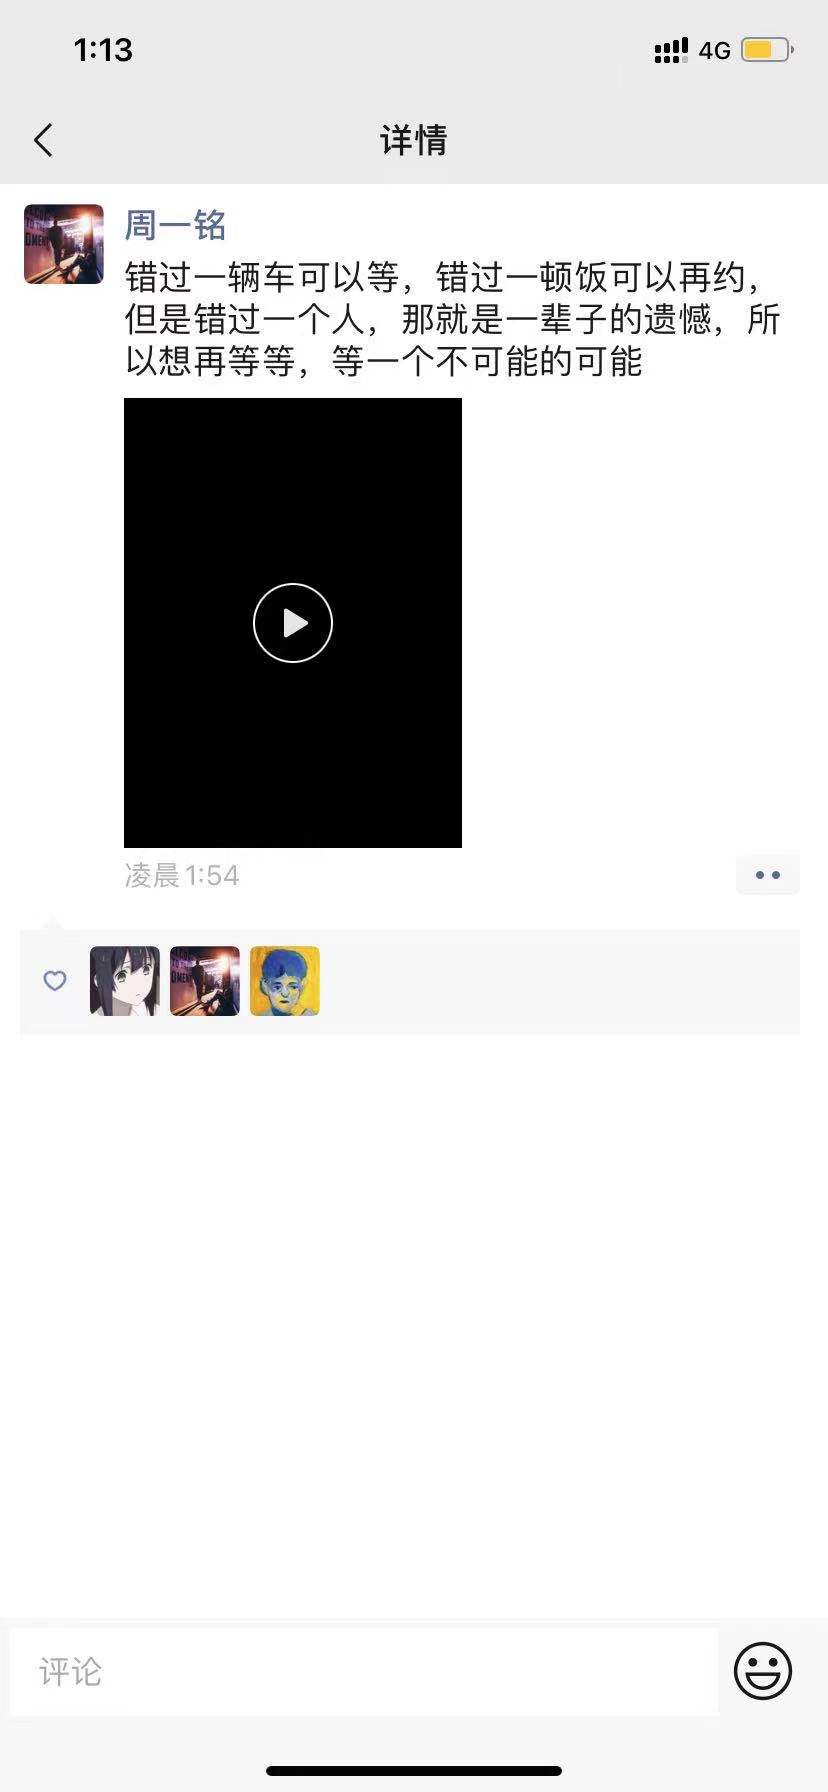 1:13
4G
详情
周一铭
错过一辆车可以等，错过一顿饭可以再约，
但是错过一个人，那就是一辈子的遗憾，所
以想再等等，等一个不可能的可能
凌晨1:54
评论